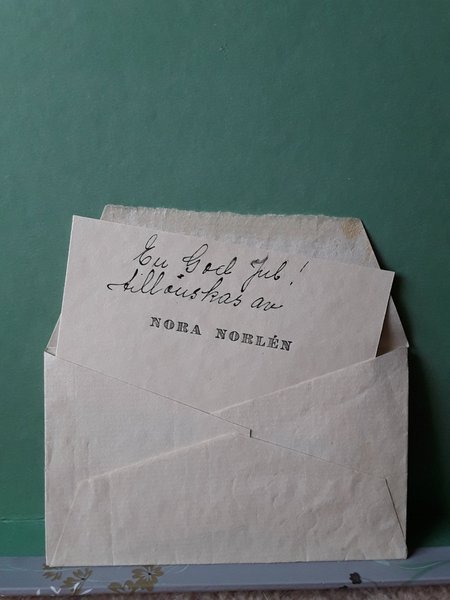 En God Jul!
tillönskas av
NORA NORLÉN